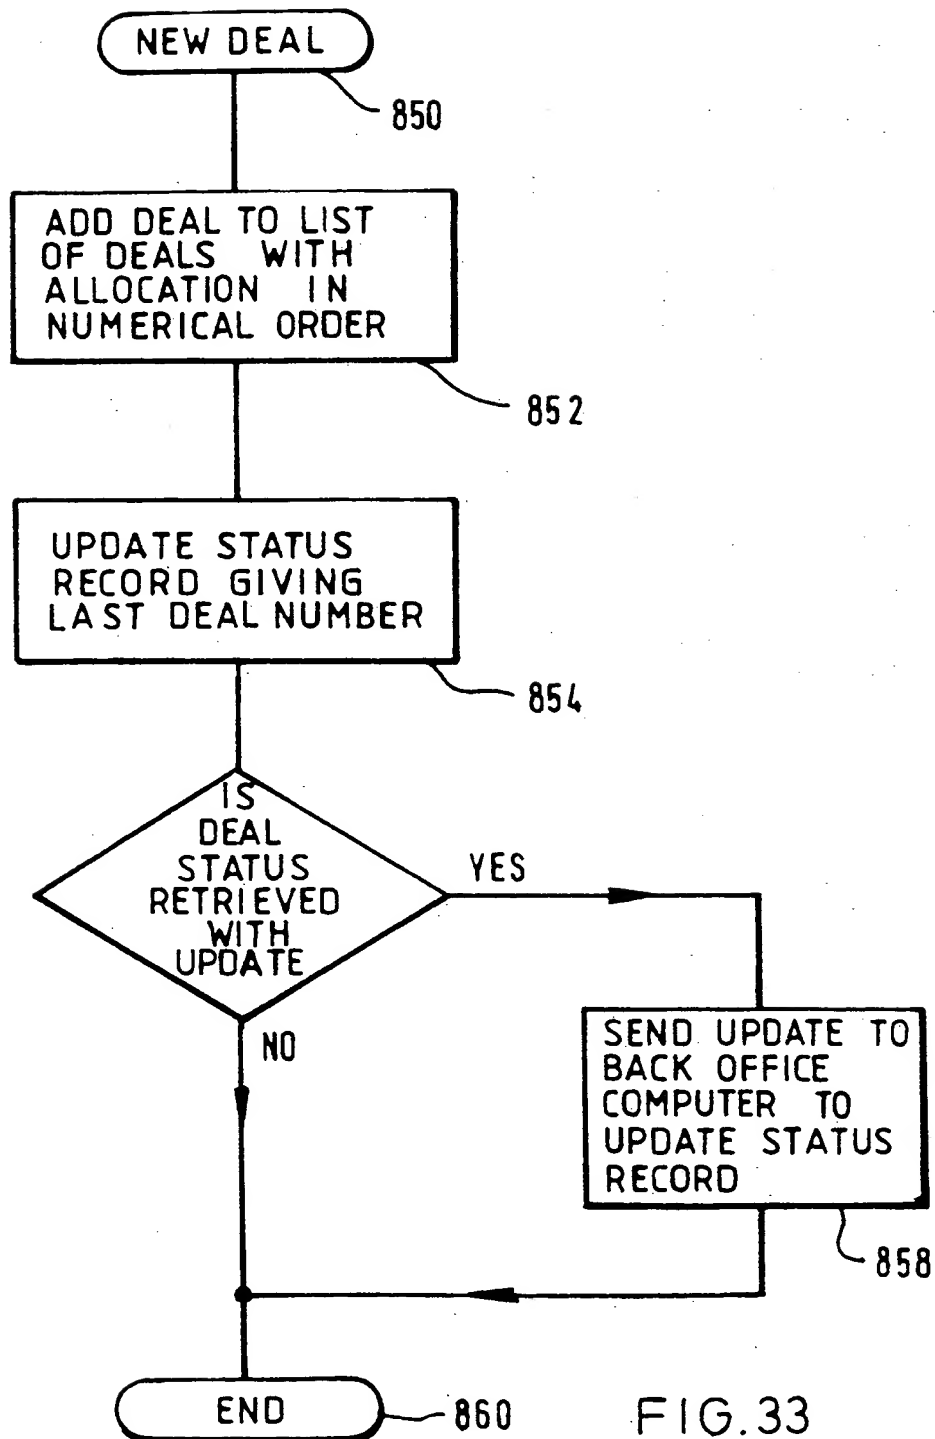 NEW DEAL
850
ADD DEAL TO LIST
OF DEALS WITH
ALLOCATION IN
NUMERICAL ORDER
852
UPDATE STATUS
RECORD GIVING
LAST DEAL NUMBER
854
IS
DEAL
STATUS
RETRIEVED
WITH
UPDATE
YES
NO
SEND UPDATE TO
BACK OFFICE
COMPUTER TO
UPDATE STATUS
RECORD
858
END
860
FIG.33